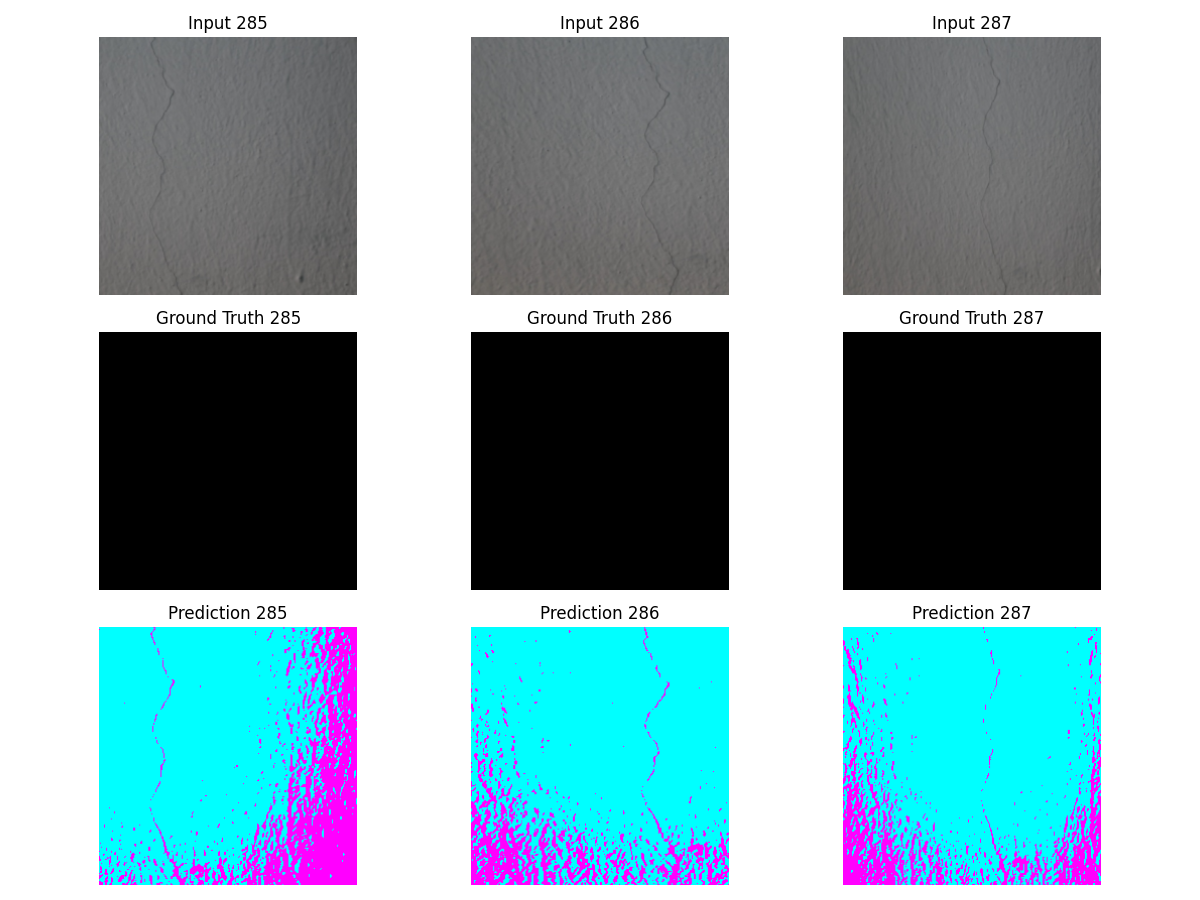 Input 285
Input 286
Input 287
Ground Truth 285
Ground Truth 286
Ground Truth 287
Prediction 285
Prediction 286
Prediction 287